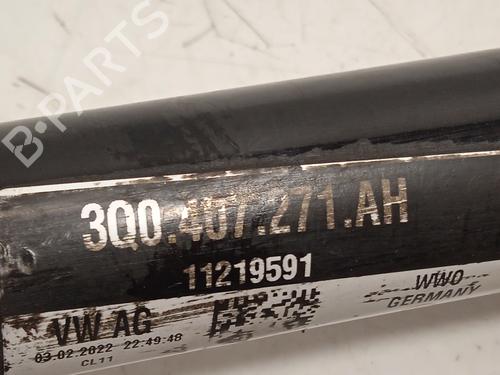 B-PARTS
3Q0.407.271.AH
11219591
VW AG
WWO
GERMANY
03.02.2022 22:49:48
CL11